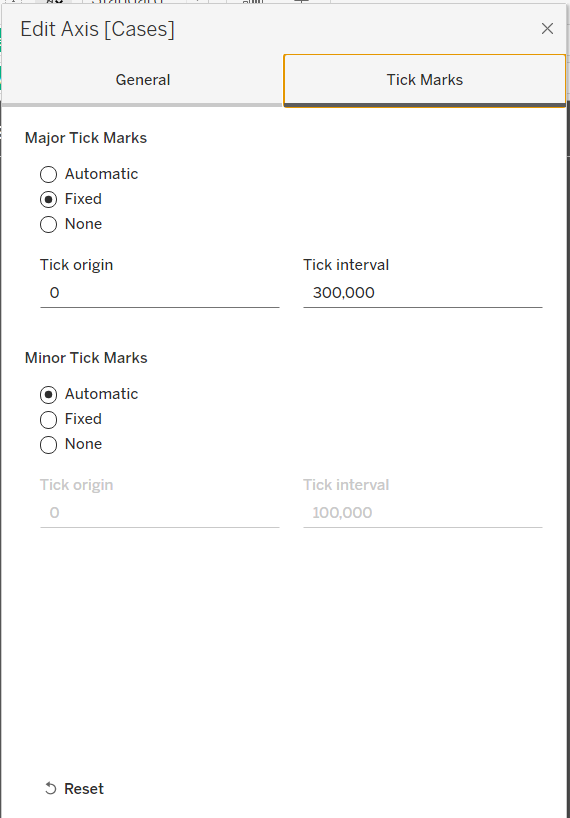 Edit Axis [Cases]
General
Tick Marks
Major Tick Marks
Automatic
Fixed
None
Tick origin
Tick interval
0
300,000
Minor Tick Marks
Automatic
Fixed
None
Tick origin
Tick interval
0
100,000
Reset